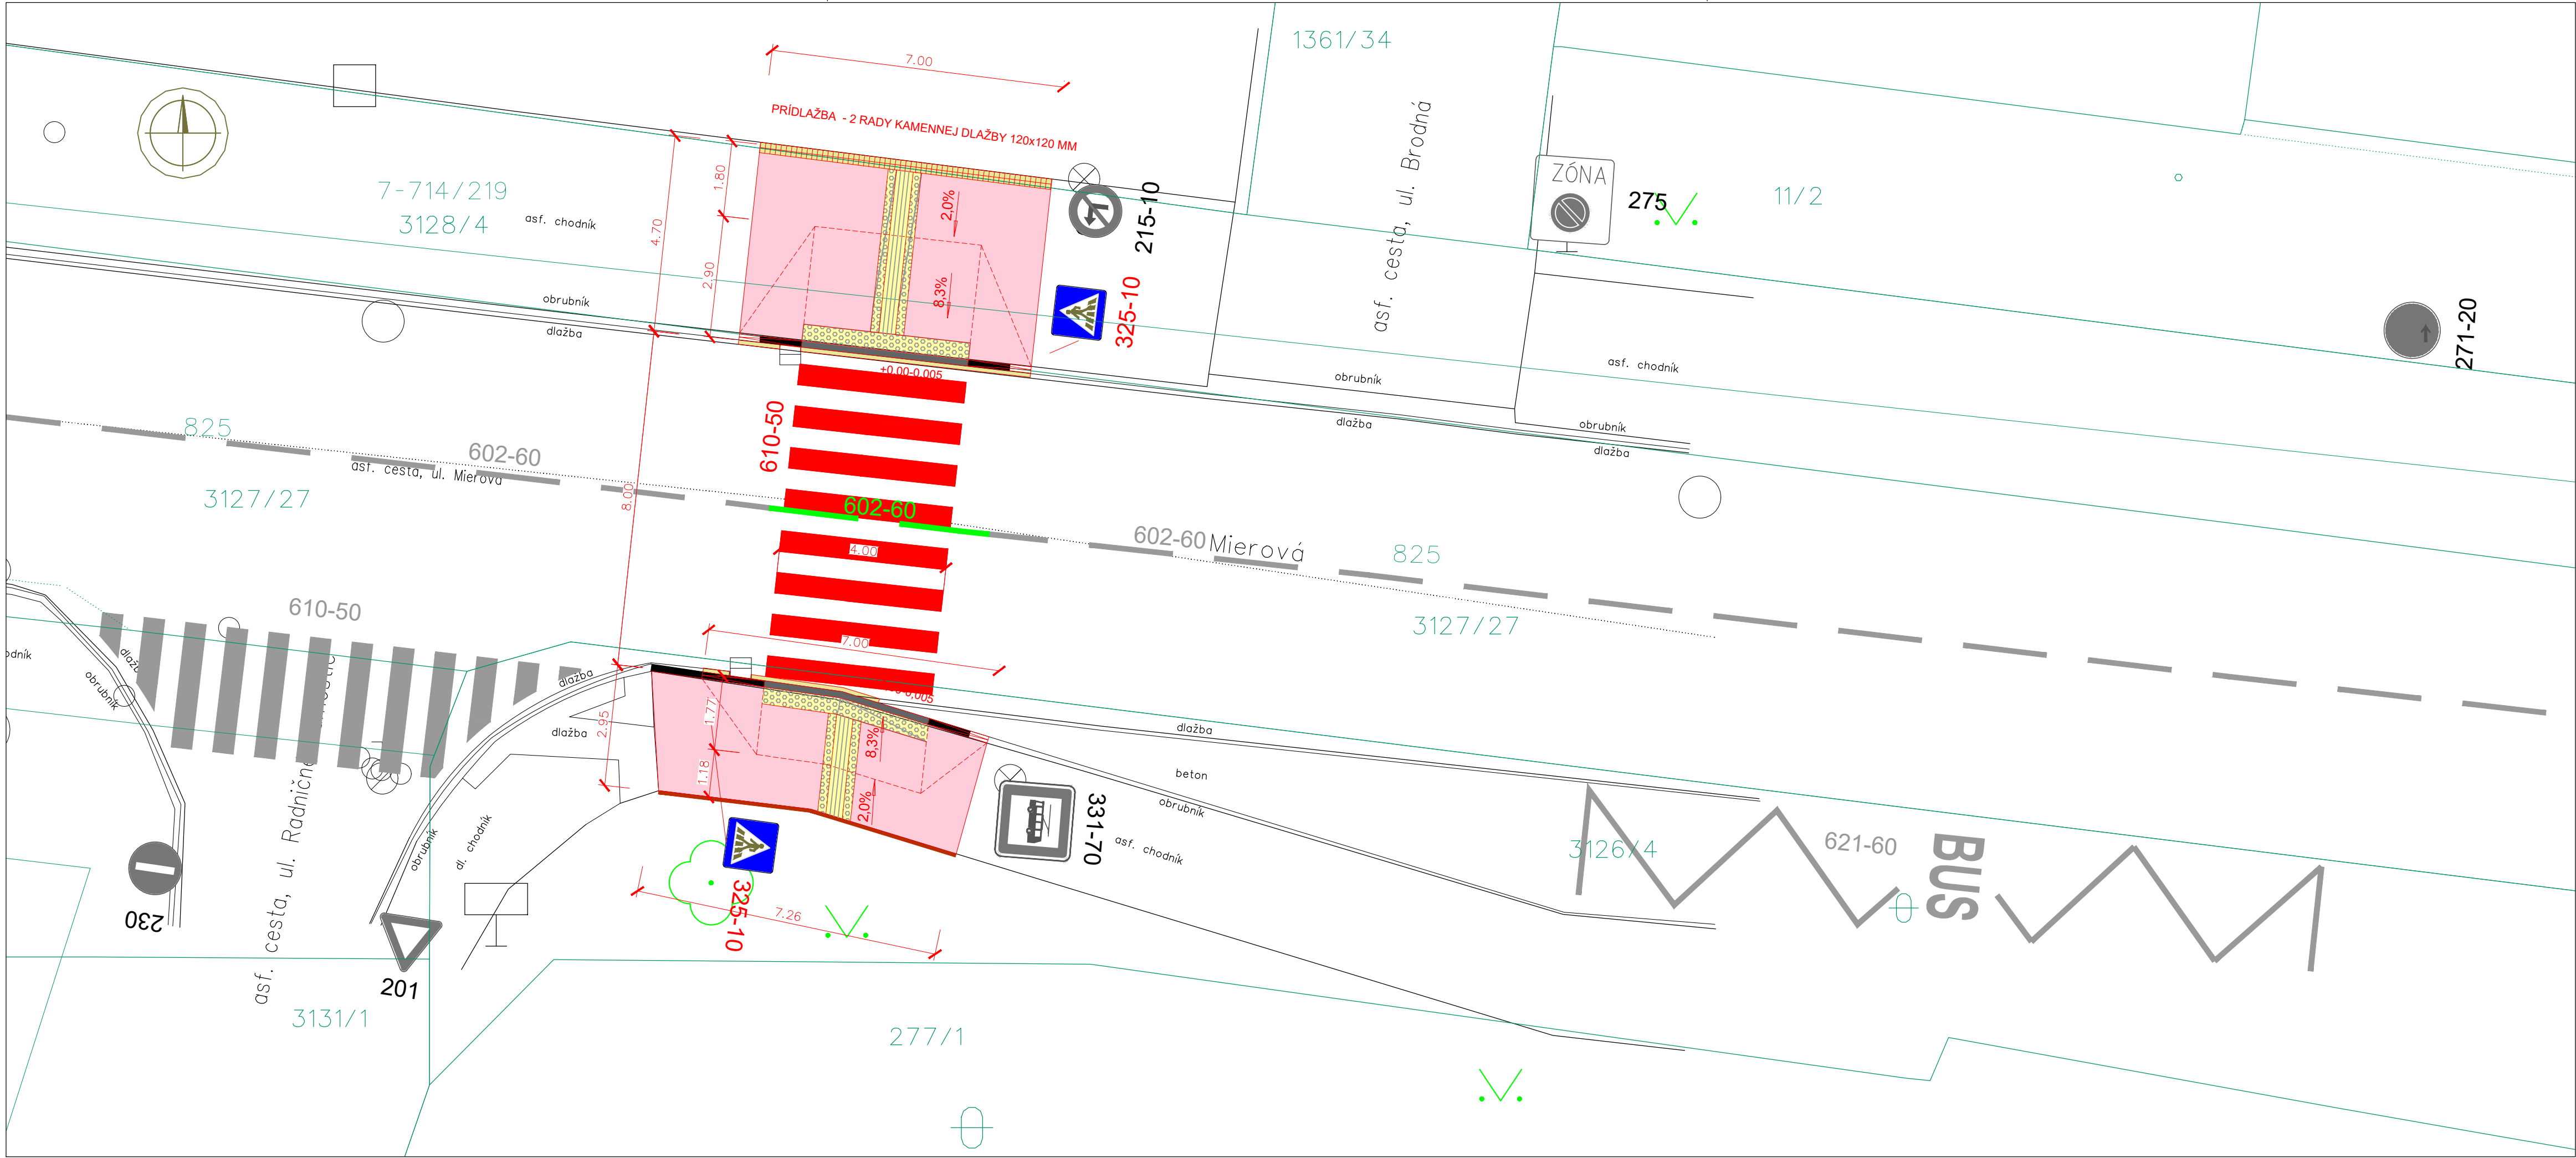 1361/34
7.00
PRÍDLAŽBA - 2 RADY KAMENNEJ DLAŽBY 120x120 MM
asf. cesta, ul. Brodná
ZÓNA
275
11/2
7-714/219
3128/4
asf. chodník
1.80
4.70
2.90
2,0%
8,3%
215-10
325-10
271-20
obrubník
dlažba
+0.00-0.005
obrubník
asf. chodník
dlažba
obrubník
dlažba
825
602-60
asf. cesta, ul. Mierová
3127/27
610-50
8.00
602-60
4.00
602-60
Mierová
825
3127/27
610-50
7.00
dlažba
obrubník
dlažba
dlažba
2.95
1.77
1.18
8,3%
2,0%
dlažba
beton
obrubník
asf. chodník
331-70
3126/4
621-60
BUS
obrubník
dl. chodník
230
201
asf. cesta, ul. Radničné
325-10
7.26
3131/1
277/1